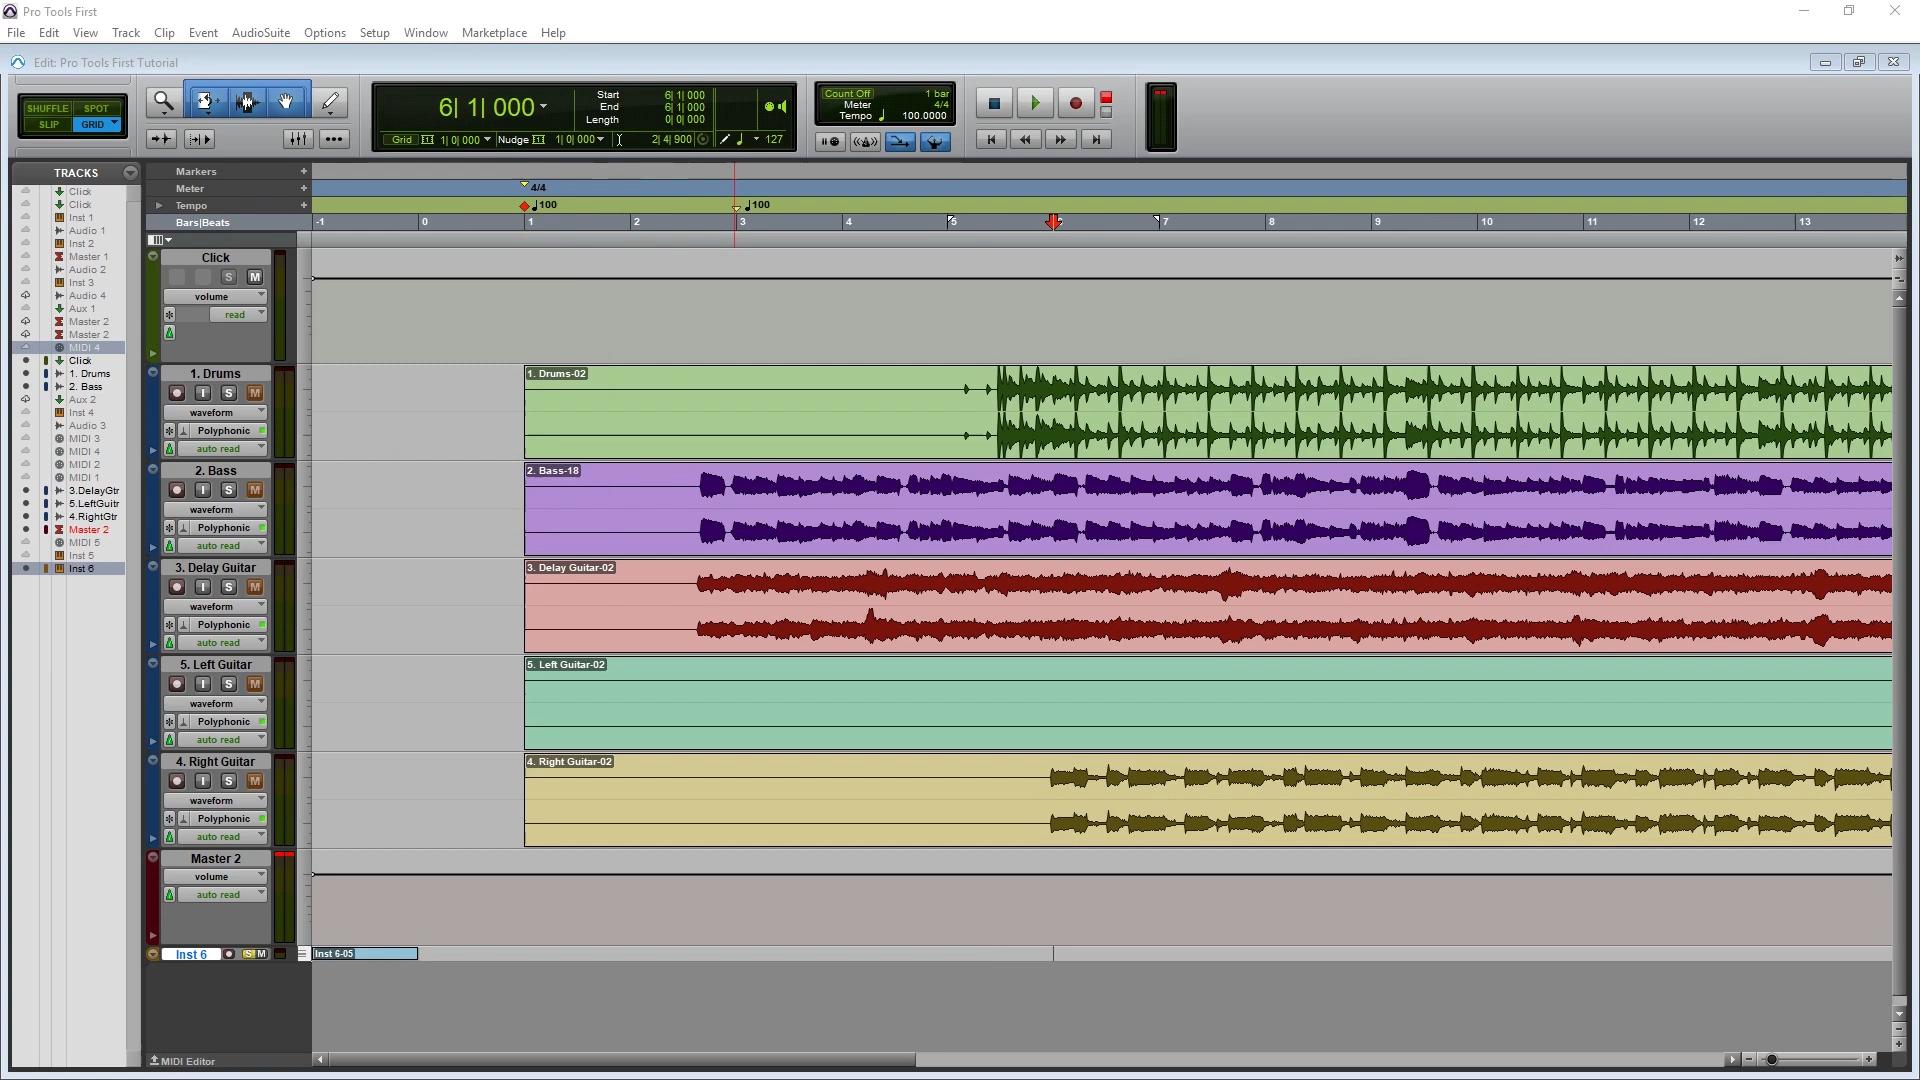 Pro Tools First
File Edit View Track Clip Event AudioSuite Options Setup Window Marketplace Help
Edit: Pro Tools First Tutorial
SHUFFLE SPOT
SLIP GRID
6| 1| 000
Start 6| 1| 000
End 6| 1| 000
Length 0| 0| 000
Grid 1| 0| 000 Nudge 1| 0| 000 2| 4| 900 127
Count Off 1 bar
Meter 4/4
Tempo 100.0000
TRACKS
Click
Click
Inst 1
Audio 1
Inst 2
Master 1
Audio 2
Inst 3
Audio 4
Aux 1
Master 2
Master 2
MIDI 4
Click
1. Drums
2. Bass
Aux 2
Inst 4
Audio 3
MIDI 3
MIDI 4
MIDI 2
MIDI 1
3.DelayGtr
5.LeftGuitr
4.RightGtr
Master 2
MIDI 5
Inst 5
Inst 6
Markers +
Meter + 4/4
Tempo + 100 100
Bars|Beats -1 0 1 2 3 4 5 7 8 9 10 11 12 13
Click
S M
volume
read
1. Drums
I S M
waveform
Polyphonic
auto read
1. Drums-02
2. Bass
I S M
waveform
Polyphonic
auto read
2. Bass-18
3. Delay Guitar
I S M
waveform
Polyphonic
auto read
3. Delay Guitar-02
5. Left Guitar
I S M
waveform
Polyphonic
auto read
5. Left Guitar-02
4. Right Guitar
I S M
waveform
Polyphonic
auto read
4. Right Guitar-02
Master 2
volume
auto read
Inst 6 S M Inst 6-05
MIDI Editor